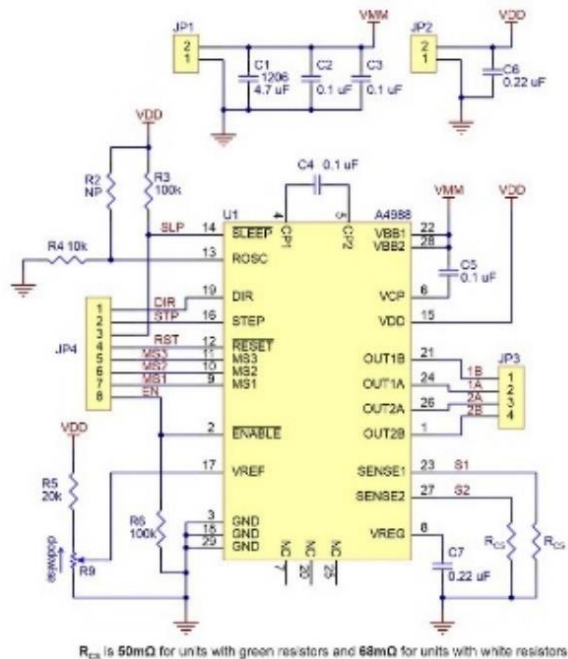 JP1
2
1
VMM
C1
1206
4.7 uF
C2
0.1 uF
C3
0.1 uF
JP2
2
1
VDD
C6
0.22 uF
VDD
R2
NP
R3
100k
C4 0.1 uF
4
5
U1
A4988
CP1
CP2
VMM
VDD
SLP
14
SLEEP
R4 10k
13
ROSC
VBB1
22
VBB2
28
C5
0.1 uF
VCP
6
VDD
15
JP4
1
2
3
4
5
6
7
8
DIR
19
DIR
STP
16
STEP
RST
12
RESET
MS3
11
MS3
MS2
10
MS2
MS1
9
MS1
EN
2
ENABLE
OUT1B
21
1B
OUT1A
24
1A
OUT2A
26
2A
OUT2B
1
2B
JP3
1
2
3
4
VDD
R5
20k
clockwise
R9
17
VREF
R6
100k
3
GND
18
GND
29
GND
NC
7
NC
20
NC
25
SENSE1
23
S1
SENSE2
27
S2
VREG
8
C7
0.22 uF
RCS
RCS
RCS is 50mΩ for units with green resistors and 68mΩ for units with white resistors